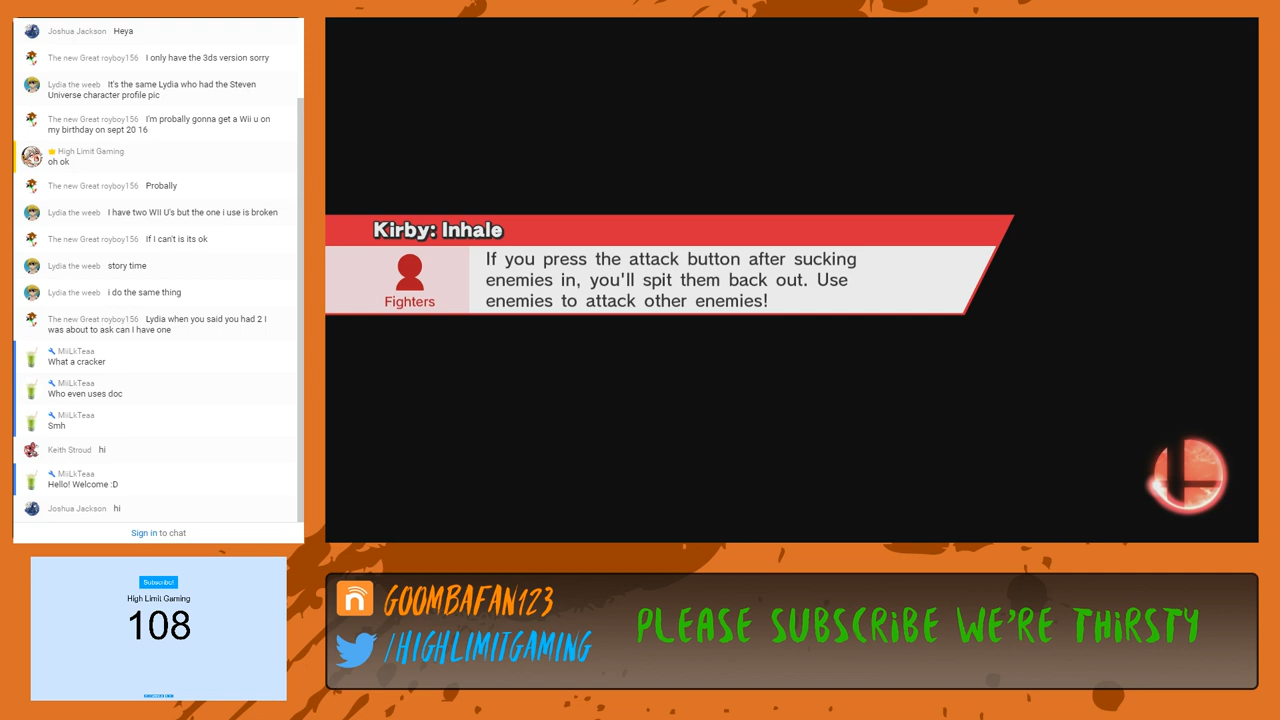 Joshua Jackson Heya
The new Great royboy156 I only have the 3ds version sorry
Lydia the weeb It's the same Lydia who had the Steven
Universe character profile pic
The new Great royboy156 I'm probally gonna get a Wii u on
my birthday on sept 20 16
High Limit Gaming
oh ok
The new Great royboy156 Probally
Lydia the weeb I have two WII U's but the one i use is broken
The new Great royboy156 If I can't is its ok
Lydia the weeb story time
Lydia the weeb i do the same thing
The new Great royboy156 Lydia when you said you had 2 I
was about to ask can I have one
MiiLkTeaa
What a cracker
MiiLkTeaa
Who even uses doc
MiiLkTeaa
Smh
Keith Stroud hi
MiiLkTeaa
Hello! Welcome :D
Joshua Jackson hi
Sign in to chat
Subscribe!
High Limit Gaming
108
Kirby: Inhale
Fighters
If you press the attack button after sucking
enemies in, you'll spit them back out. Use
enemies to attack other enemies!
GOOMBAFAN123
/HIGHLIMITGAMING
PLEASE SUBSCRIBE WE'RE THIRSTY